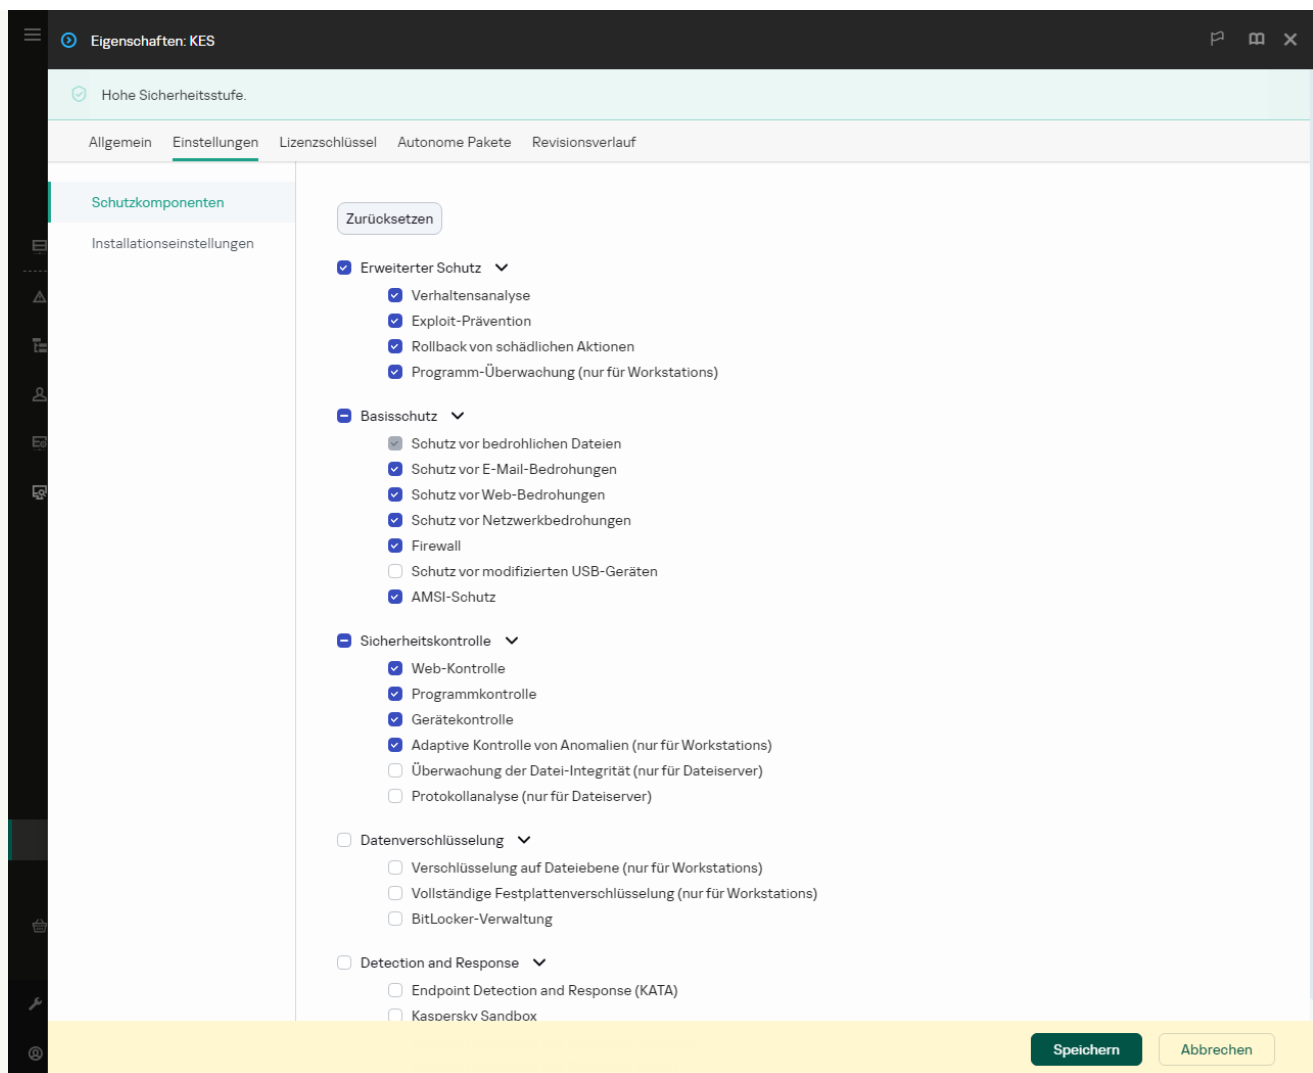 Eigenschaften: KES
Hohe Sicherheitsstufe.
Allgemein Einstellungen Lizenzschlüssel Autonome Pakete Revisionsverlauf
Schutzkomponenten
Installationseinstellungen
Zurücksetzen
Erweiterter Schutz
Verhaltensanalyse
Exploit-Prävention
Rollback von schädlichen Aktionen
Programm-Überwachung (nur für Workstations)
Basisschutz
Schutz vor bedrohlichen Dateien
Schutz vor E-Mail-Bedrohungen
Schutz vor Web-Bedrohungen
Schutz vor Netzwerkbedrohungen
Firewall
Schutz vor modifizierten USB-Geräten
AMSI-Schutz
Sicherheitskontrolle
Web-Kontrolle
Programmkontrolle
Gerätekontrolle
Adaptive Kontrolle von Anomalien (nur für Workstations)
Überwachung der Datei-Integrität (nur für Dateiserver)
Protokollanalyse (nur für Dateiserver)
Datenverschlüsselung
Verschlüsselung auf Dateiebene (nur für Workstations)
Vollständige Festplattenverschlüsselung (nur für Workstations)
BitLocker-Verwaltung
Detection and Response
Endpoint Detection and Response (KATA)
Kaspersky Sandbox
Speichern Abbrechen